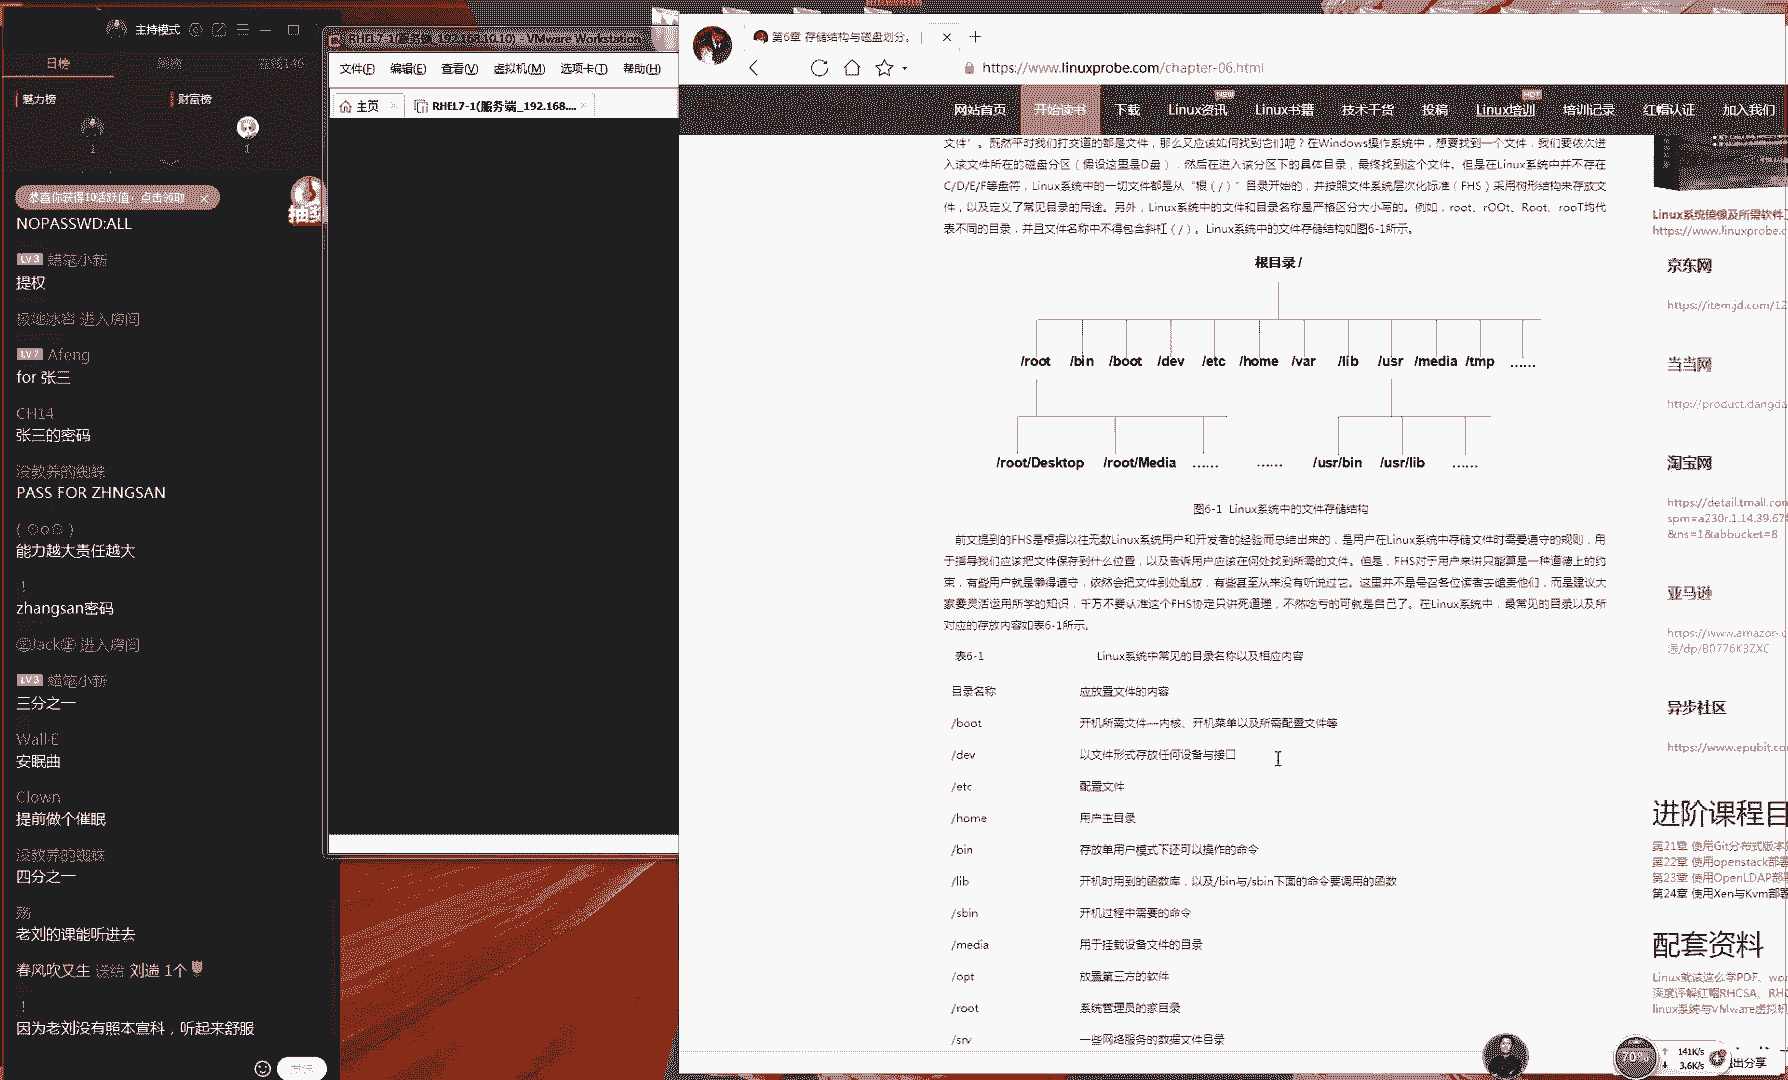 主持模式
日榜
魅力榜
财富榜
1
1
恭喜你获得10活跃值,点击领取
NOPASSWD:ALL
LV3 蜡笔小新
提权
极地冰岩 进入房间
LV7 Afeng
for 张三
CH14
张三的密码
没教养的蜘蛛
PASS FOR ZHNGSAN
能力越大责任越大
1
zhangsan密码
Jack 进入房间
LV3 蜡笔小新
三分之一
Wall-E
安眠曲
Clown
提前做个催眠
没教养的蜘蛛
四分之一
老刘的课能听进去
春风吹又生 送给 刘遄 1个
1
因为老刘没有照本宣科,听起来舒服
RHEL7-1(服务端_192.168.10.10) - VMware Workstation
文件(F) 编辑(E) 查看(V) 虚拟机(M) 选项卡(T) 帮助(H)
主页 RHEL7-1(服务端_192.168....
第6章 存储结构与磁盘划分。
https://www.linuxprobe.com/chapter-06.html
网站首页 开始读书 下载 Linux资讯 NEW Linux书籍 技术干货 投稿 Linux培训 HOT 培训记录 红帽认证 加入我们
文件”。既然平时我们打交道的都是文件,那么又应该如何找到它们呢?在Windows操作系统中,想要找到一个文件,我们要依次进
入该文件所在的磁盘分区(假设这里是D盘),然后在进入该分区下的具体目录,最终找到这个文件。但是在Linux系统中并不存在
C/D/E/F等盘符,Linux系统中的一切文件都是从“根(/)”目录开始的,并按照文件系统层次化标准(FHS)采用树形结构来存放文
件,以及定义了常见目录的用途。另外,Linux系统中的文件和目录名称是严格区分大小写的。例如,root、rOOt、Root、rooT均代
表不同的目录,并且文件名称中不得包含斜杠(/)。Linux系统中的文件存储结构如图6-1所示。
根目录 /
/root /bin /boot /dev /etc /home /var /lib /usr /media /tmp ……
/root/Desktop /root/Media …… …… /usr/bin /usr/lib ……
图6-1 Linux系统中的文件存储结构
前文提到的FHS是根据以往无数Linux系统用户和开发者的经验而总结出来的,是用户在Linux系统中存储文件时需要遵守的规则,用
于指导我们应该把文件保存到什么位置,以及告诉用户应该在何处找到所需的文件。但是,FHS对于用户来讲只能算是一种道德上的约
束,有些用户就是懒得遵守,依然会把文件到处乱放,有些甚至从来没有听说过它。这里并不是号召各位读者去谴责他们,而是建议大
家要灵活运用所学的知识,千万不要认准这个FHS协定只讲死道理,不然吃亏的可就是自己了。在Linux系统中,最常见的目录以及所
对应的存放内容如表6-1所示。
表6-1 Linux系统中常见的目录名称以及相应内容
目录名称 应放置文件的内容
/boot 开机所需文件—内核、开机菜单以及所需配置文件等
/dev 以文件形式存放任何设备与接口
/etc 配置文件
/home 用户主目录
/bin 存放单用户模式下还可以操作的命令
/lib 开机时用到的函数库,以及/bin与/sbin下面的命令要调用的函数
/sbin 开机过程中需要的命令
/media 用于挂载设备文件的目录
/opt 放置第三方的软件
/root 系统管理员的家目录
/srv 一些网络服务的数据文件目录
Linux系统镜像及所需软件
https://www.linuxprobe.c
京东网
https://item.jd.com/12
当当网
http://product.dangda
淘宝网
https://detail.tmall.com
spm=a230r.1.14.39.67
&ns=1&abbucket=8
亚马逊
https://www.amazon.c
/dp/B0776K3ZXC
异步社区
https://www.epubit.com
进阶课程目
第21章 使用Git分布式版本
第22章 使用openstack部署
第23章 使用OpenLDAP部
第24章 使用Xen与Kvm部署
配套资料
Linux就该这么学PDF、wor
深度详解红帽RHCSA、RHC
linux系统与VMware虚拟机
70%
141K/s
3.6K/s
出分享